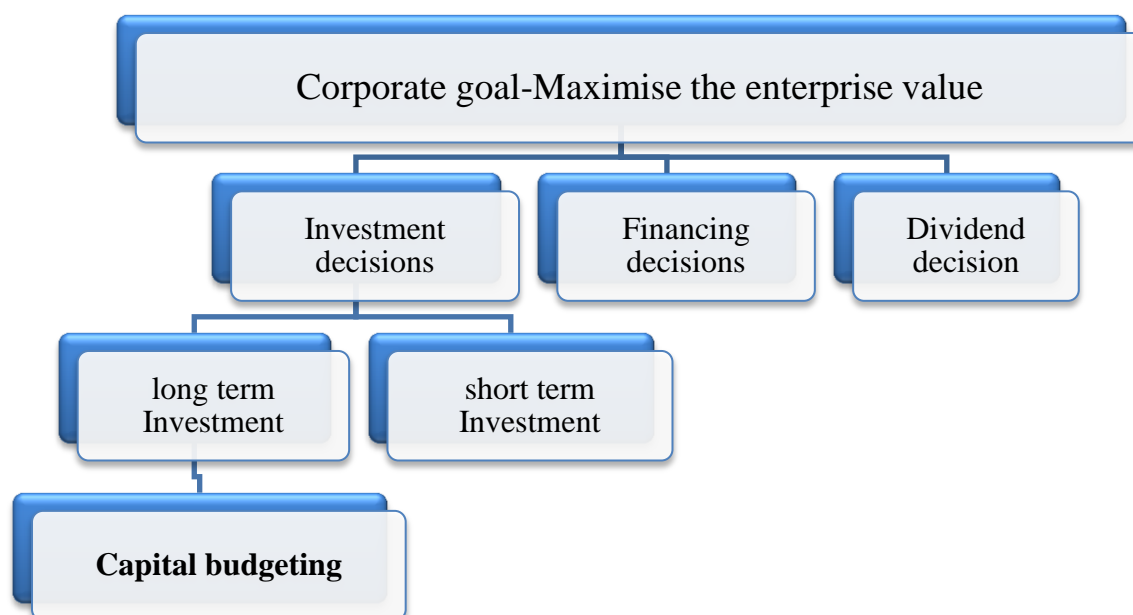 Corporate goal-Maximise the enterprise value
Investment
decisions
Financing
decisions
Dividend
decision
long term
Investment
short term
Investment
Capital budgeting